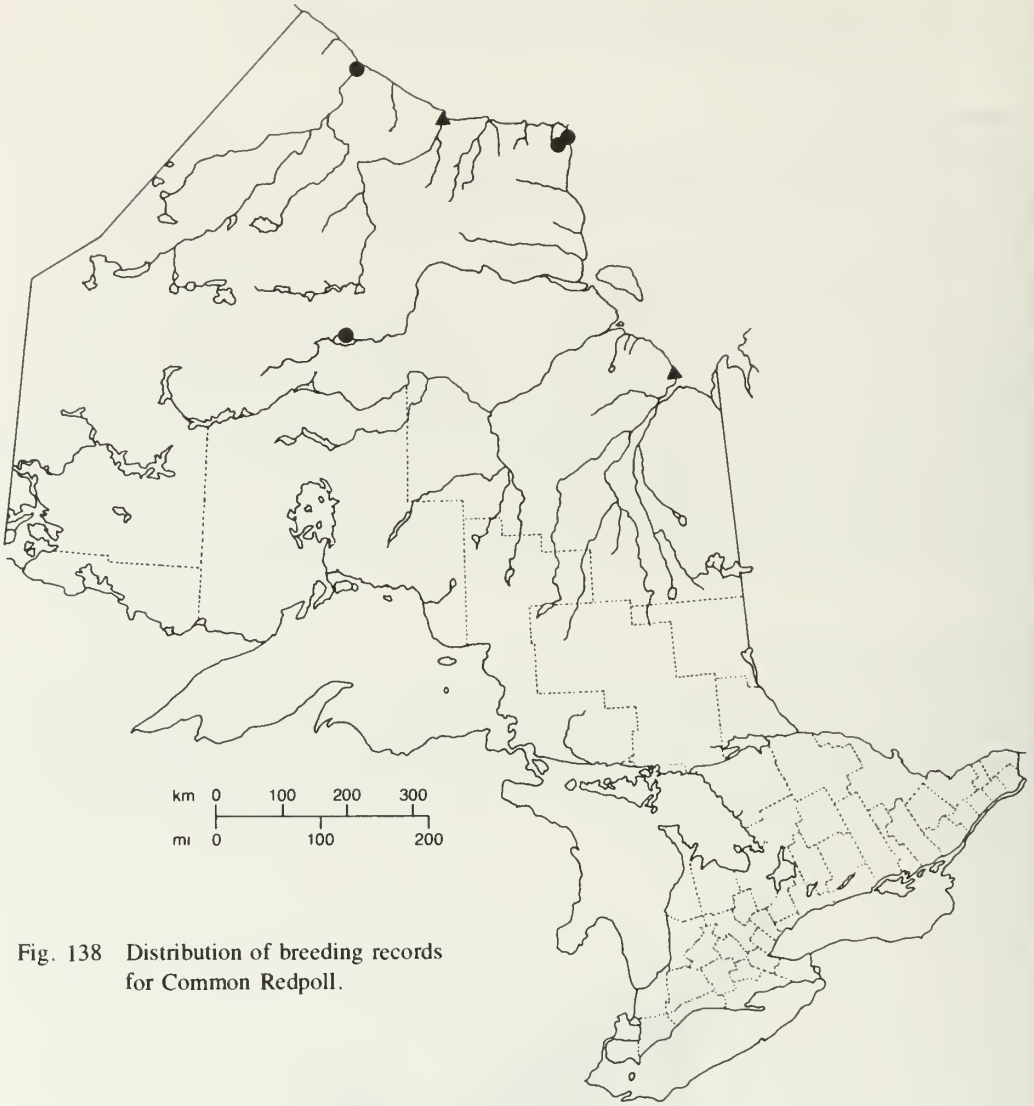 km 0 100 200 300
mi 0 100 200
Fig. 138 Distribution of breeding records
for Common Redpoll.